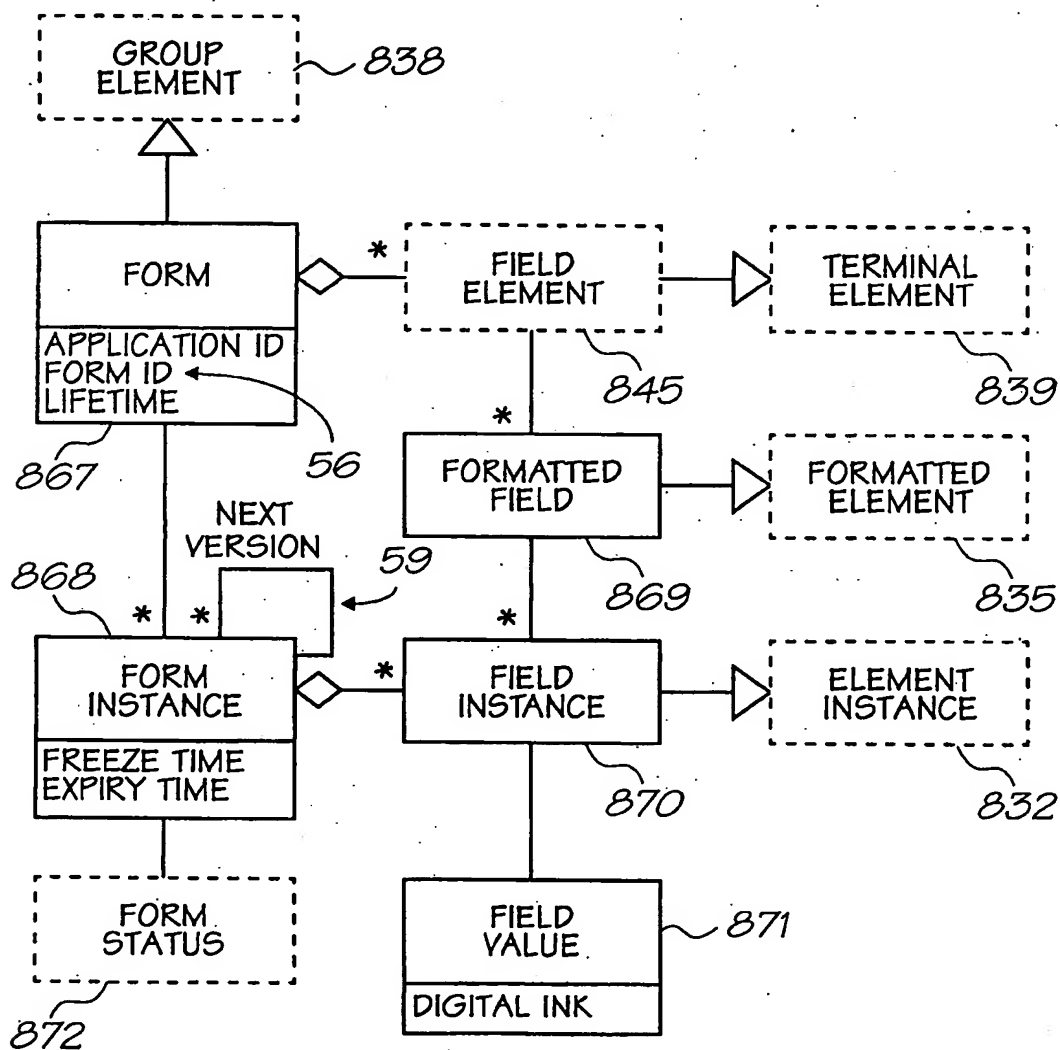 GROUP
ELEMENT
838
FORM
APPLICATION ID
FORM ID
LIFETIME
867
56
*
FIELD
ELEMENT
845
TERMINAL
ELEMENT
839
*
FORMATTED
FIELD
869
FORMATTED
ELEMENT
835
NEXT
VERSION
59
868
*
*
FORM
INSTANCE
FREEZE TIME
EXPIRY TIME
*
*
FIELD
INSTANCE
870
ELEMENT
INSTANCE
832
FORM
STATUS
872
FIELD
VALUE
DIGITAL INK
871